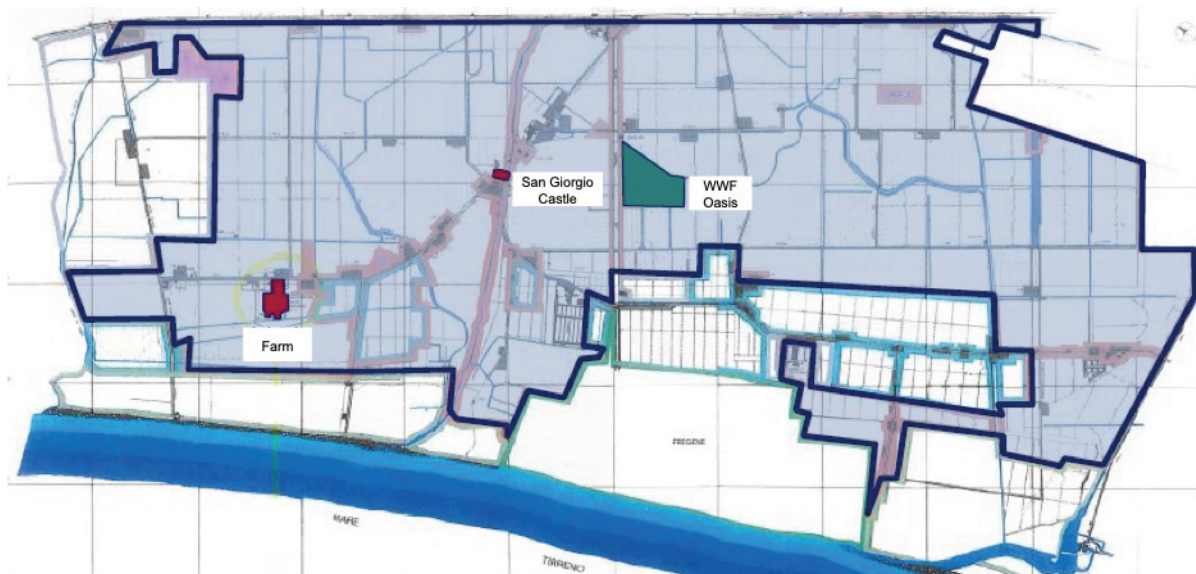 San Giorgio
Castle
WWF
Oasis
Farm
FREGENE
MARE
TIRRENO